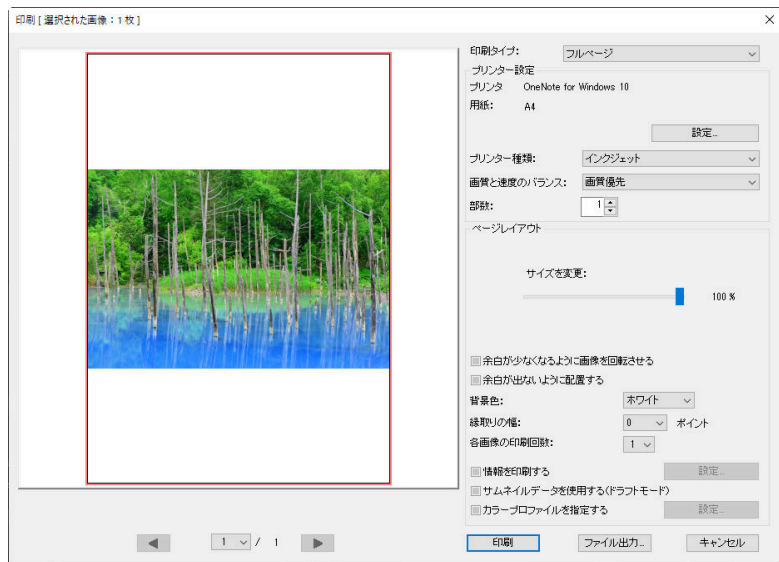 印刷 [ 選択された画像：1 枚 ]
印刷タイプ: フルページ
プリンター設定
プリンタ OneNote for Windows 10
用紙: A4
設定...
プリンター種類: インクジェット
画質と速度のバランス: 画質優先
部数: 1
ページレイアウト
サイズを変更:
100 %
余白が少なくなるように画像を回転させる
余白が出ないように配置する
背景色: ホワイト
縁取りの幅: 0 ポイント
各画像の印刷回数: 1
情報を印刷する 設定...
サムネイルデータを使用する(ドラフトモード)
カラープロファイルを指定する 設定...
1 / 1
印刷 ファイル出力... キャンセル